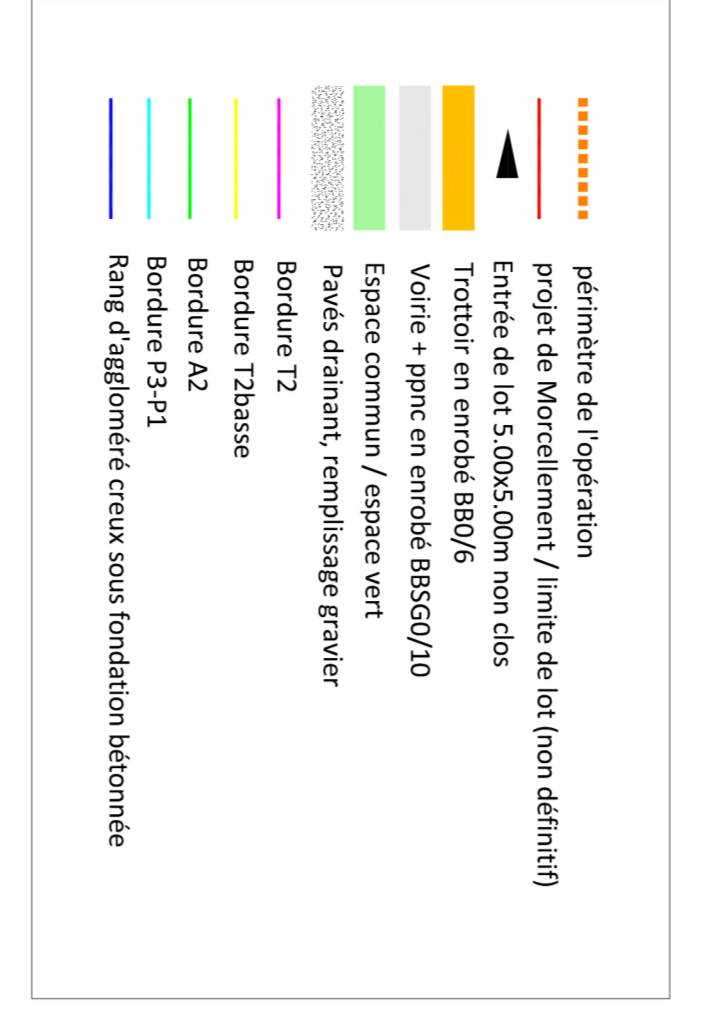 périmètre de l'opération
projet de Morcellement / limite de lot (non définitif)
Entrée de lot 5.00x5.00m non clos
Trottoir en enrobé BB0/6
Voirie + ppnc en enrobé BBSG0/10
Espace commun / espace vert
Pavés drainant, remplissage gravier
Bordure T2
Bordure T2basse
Bordure A2
Bordure P3-P1
Rang d'aggloméré creux sous fondation bétonnée